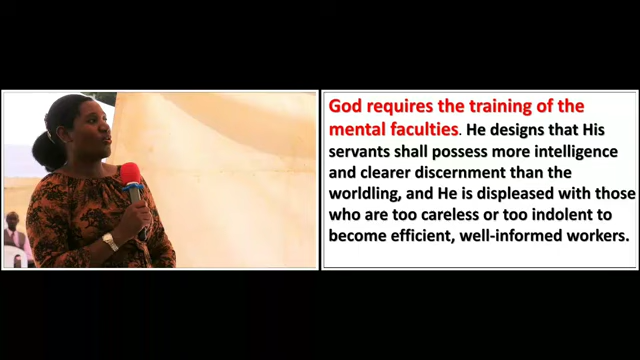 God requires the training of the
mental faculties. He designs that His
servants shall possess more intelligence
and clearer discernment than the
worldling, and He is displeased with those
who are too careless or too indolent to
become efficient, well-informed workers.